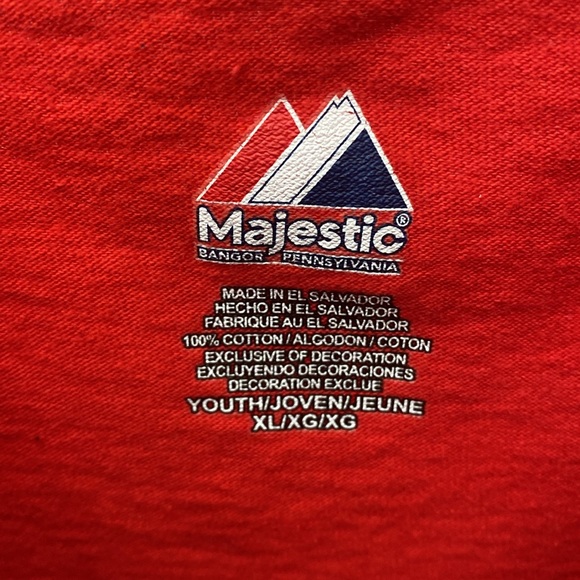 Majestic®
BANGOR PENNSYLVANIA
MADE IN EL SALVADOR
HECHO EN EL SALVADOR
FABRIQUE AU EL SALVADOR
100% COTTON / ALGODON / COTON
EXCLUSIVE OF DECORATION
EXCLUYENDO DECORACIONES
DECORATION EXCLUE
YOUTH/JOVEN/JEUNE
XL/XG/XG